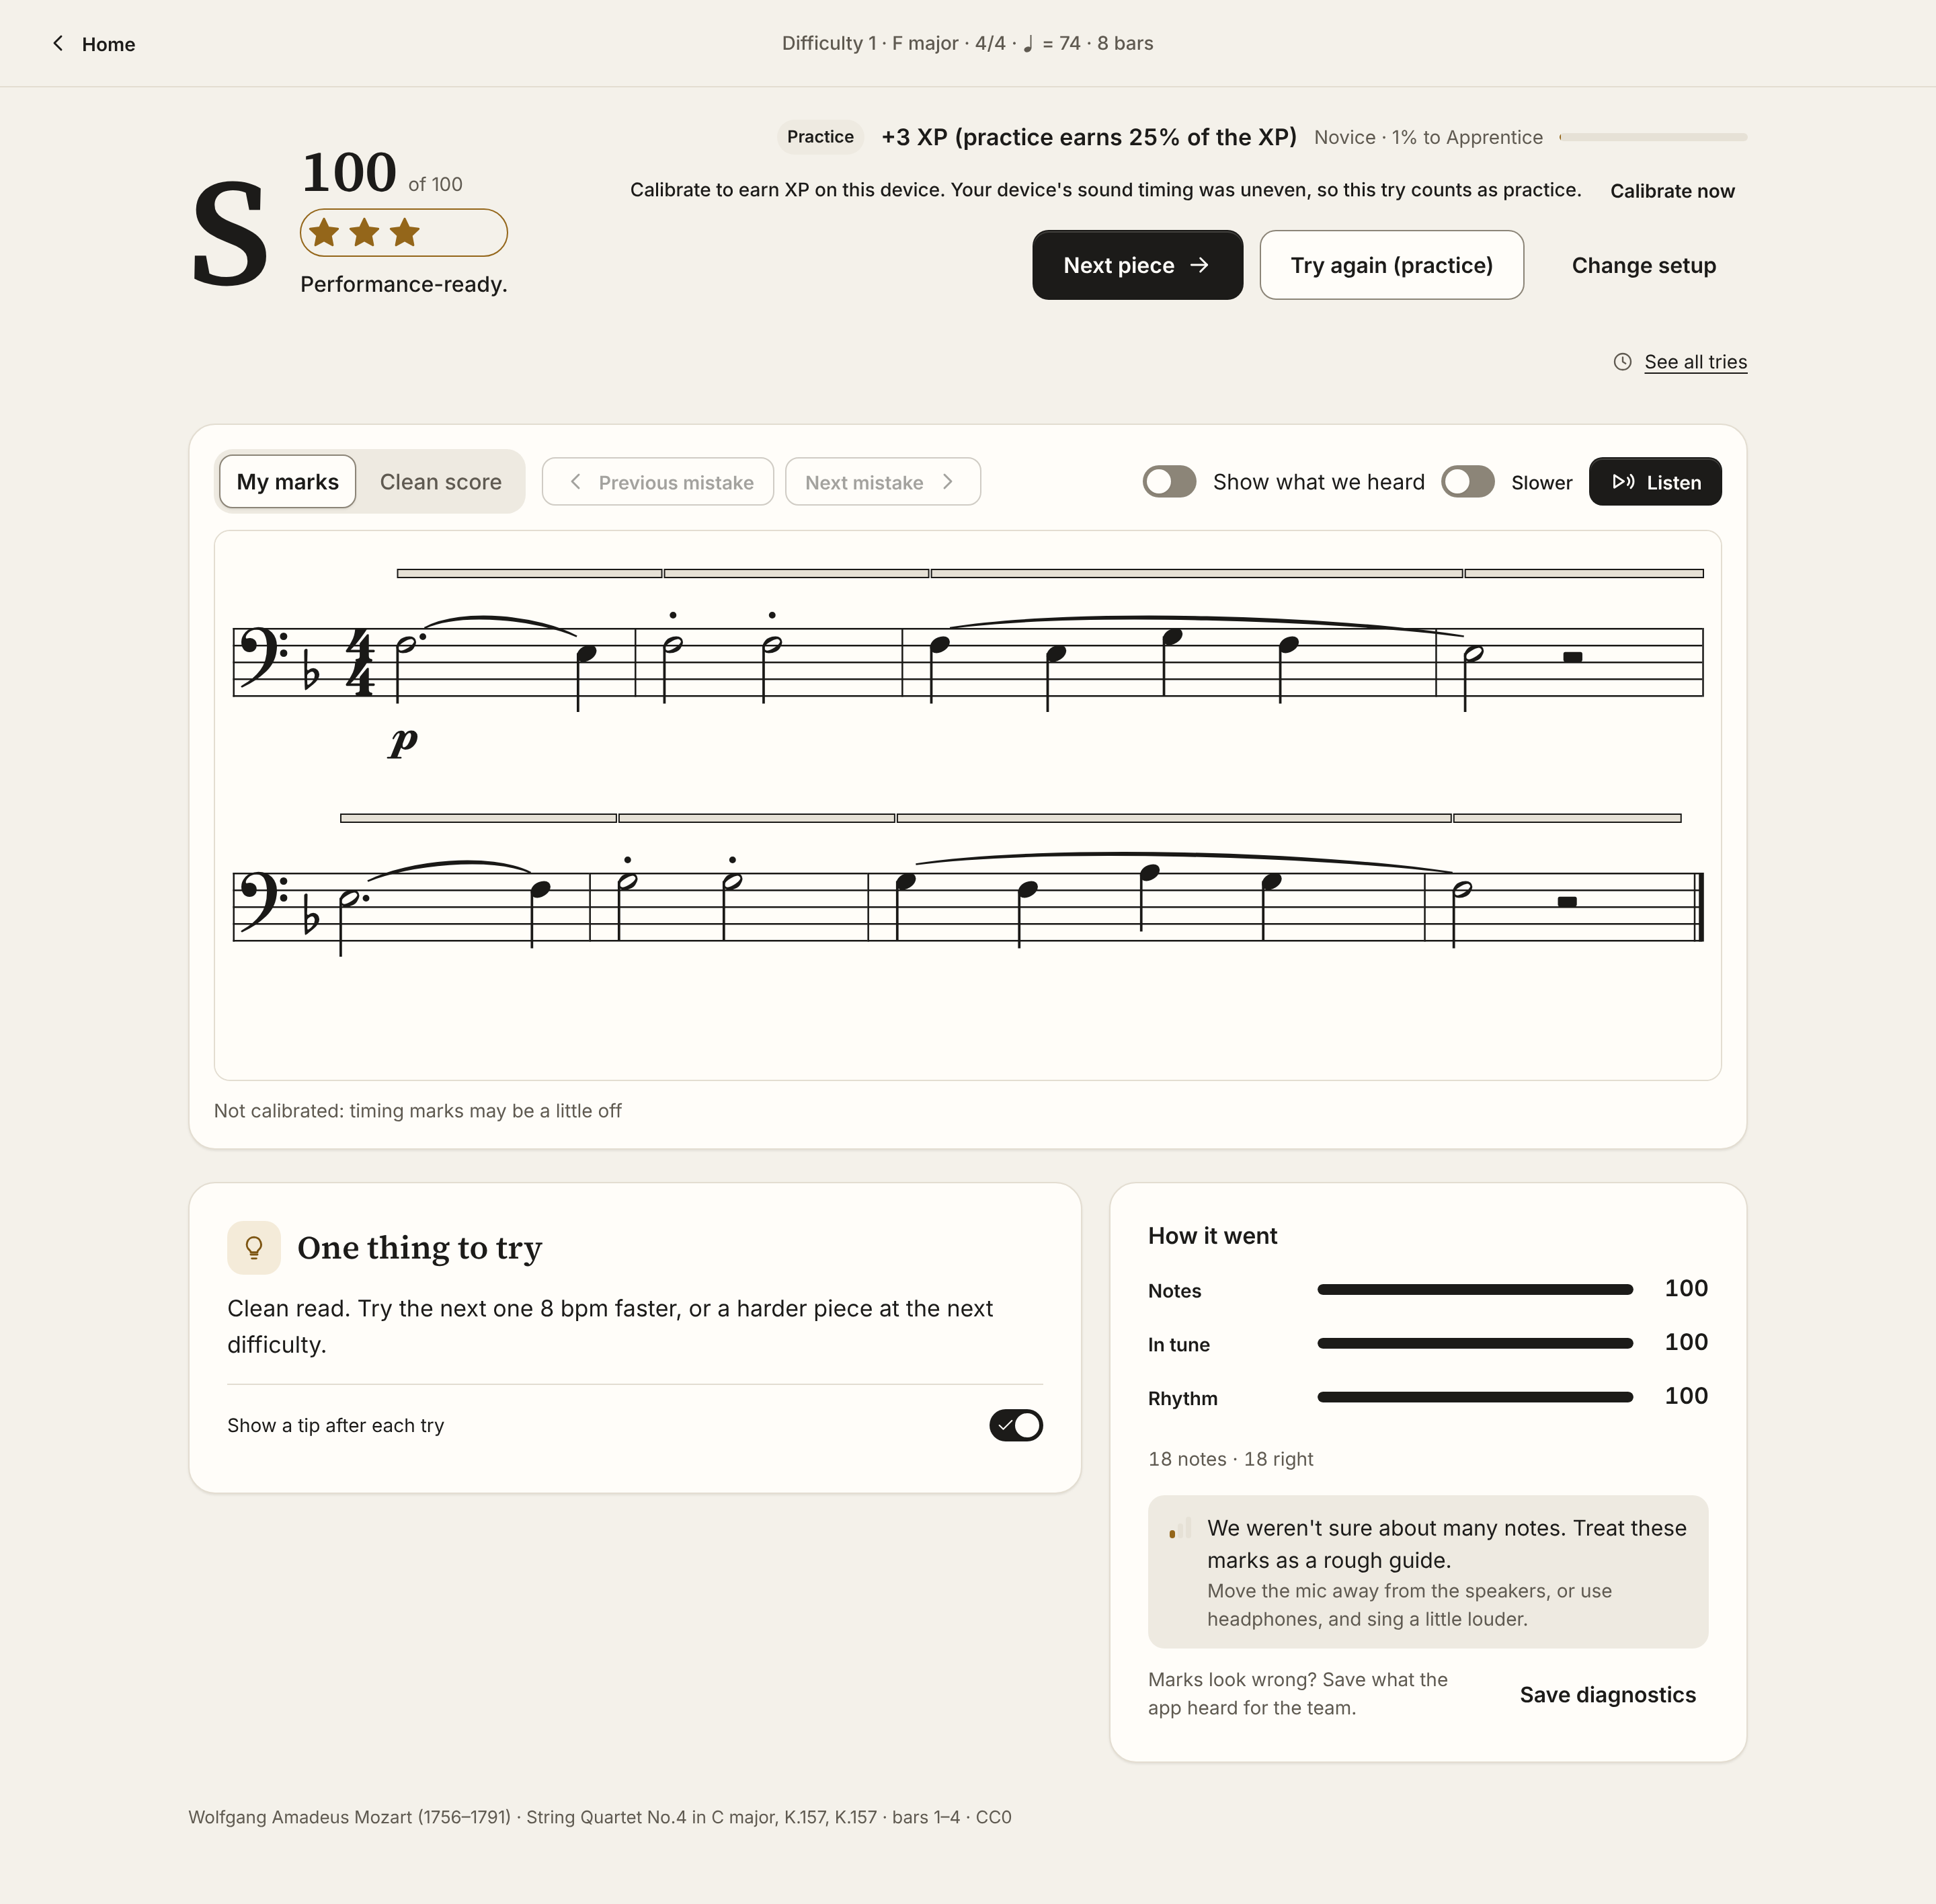 Home
Difficulty 1 · F major · 4/4 · ♩ = 74 · 8 bars
Practice +3 XP (practice earns 25% of the XP) Novice · 1% to Apprentice
S
100 of 100
Performance-ready.
Calibrate to earn XP on this device. Your device's sound timing was uneven, so this try counts as practice. Calibrate now
Next piece Try again (practice) Change setup
See all tries
My marks Clean score Previous mistake Next mistake Show what we heard Slower Listen
4
4
p
Not calibrated: timing marks may be a little off
One thing to try
Clean read. Try the next one 8 bpm faster, or a harder piece at the next
difficulty.
Show a tip after each try
How it went
Notes 100
In tune 100
Rhythm 100
18 notes · 18 right
We weren't sure about many notes. Treat these
marks as a rough guide.
Move the mic away from the speakers, or use
headphones, and sing a little louder.
Marks look wrong? Save what the
app heard for the team.
Save diagnostics
Wolfgang Amadeus Mozart (1756–1791) · String Quartet No.4 in C major, K.157, K.157 · bars 1–4 · CC0